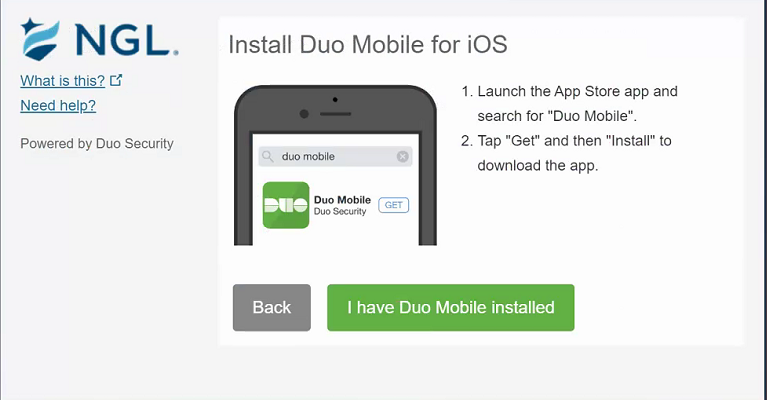 NGL.
What is this?
Need help?
Powered by Duo Security
Install Duo Mobile for iOS
duo mobile
DUO
Duo Mobile
Duo Security
GET
1. Launch the App Store app and
search for "Duo Mobile".
2. Tap "Get" and then "Install" to
download the app.
Back
I have Duo Mobile installed